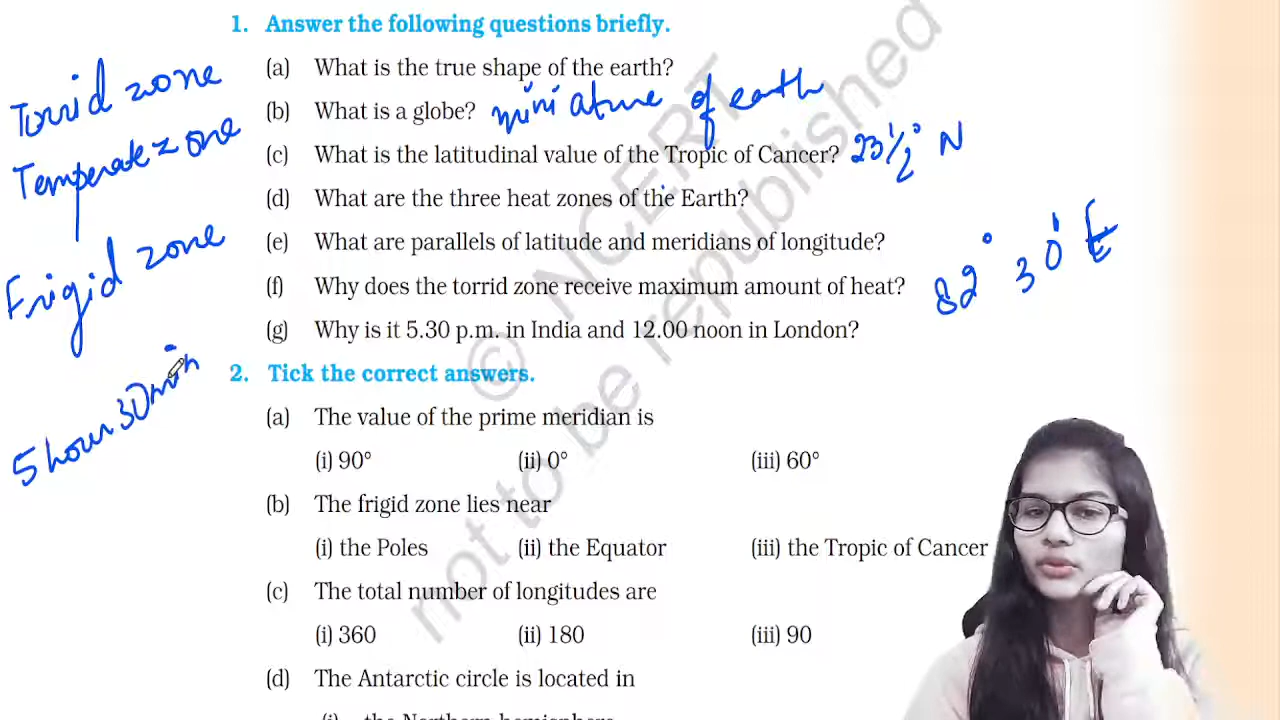 1. Answer the following questions briefly.
(a) What is the true shape of the earth?
(b) What is a globe? miniature of earth
(c) What is the latitudinal value of the Tropic of Cancer? 23 1/2° N
(d) What are the three heat zones of the Earth?
Torrid zone
Temperate zone
Frigid zone
(e) What are parallels of latitude and meridians of longitude?
(f) Why does the torrid zone receive maximum amount of heat?
82° 30' E
(g) Why is it 5.30 p.m. in India and 12.00 noon in London?
5 hour 30 min
2. Tick the correct answers.
(a) The value of the prime meridian is
(i) 90° (ii) 0° (iii) 60°
(b) The frigid zone lies near
(i) the Poles (ii) the Equator (iii) the Tropic of Cancer
(c) The total number of longitudes are
(i) 360 (ii) 180 (iii) 90
(d) The Antarctic circle is located in
(i) the Northern hemisphere
© NCERT
not to be republished